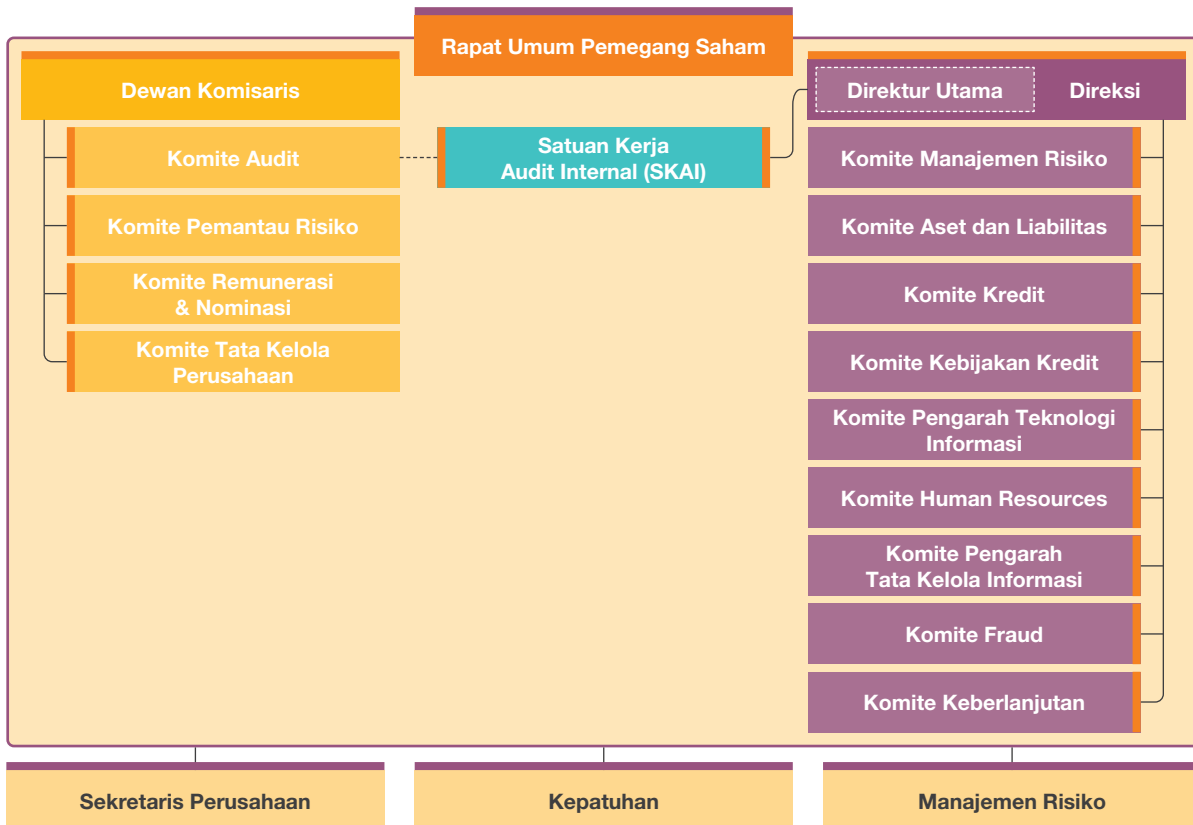 Rapat Umum Pemegang Saham
Dewan Komisaris
Komite Audit
Komite Pemantau Risiko
Komite Remunerasi
& Nominasi
Komite Tata Kelola
Perusahaan
Satuan Kerja
Audit Internal (SKAI)
Direktur Utama
Direksi
Komite Manajemen Risiko
Komite Aset dan Liabilitas
Komite Kredit
Komite Kebijakan Kredit
Komite Pengarah Teknologi
Informasi
Komite Human Resources
Komite Pengarah
Tata Kelola Informasi
Komite Fraud
Komite Keberlanjutan
Sekretaris Perusahaan
Kepatuhan
Manajemen Risiko